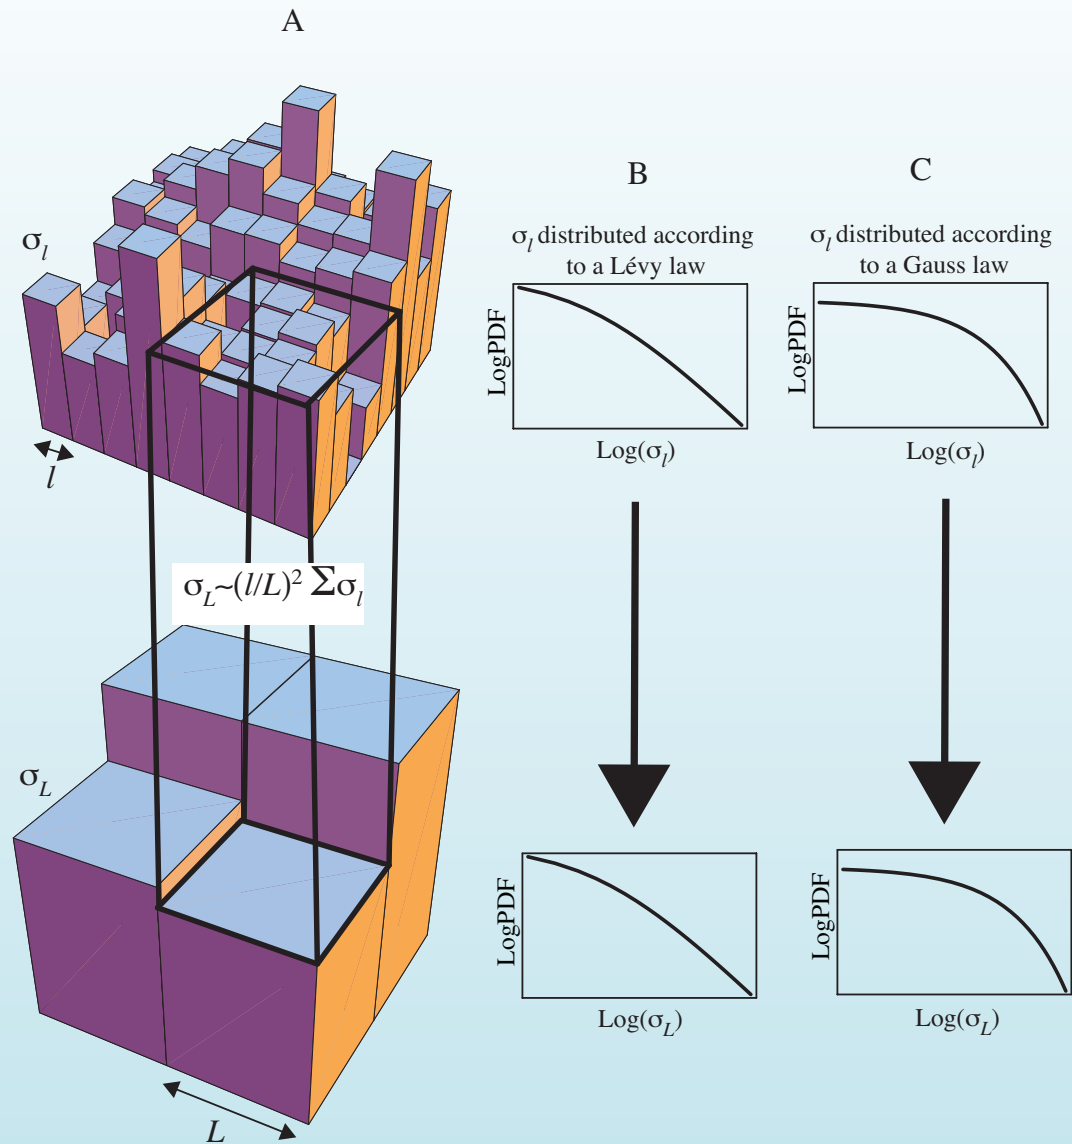 A
σl
l
σL~(l/L)² Σσl
σL
L
B
σl distributed according
to a Lévy law
LogPDF
Log(σl)
LogPDF
Log(σL)
C
σl distributed according
to a Gauss law
LogPDF
Log(σl)
LogPDF
Log(σL)